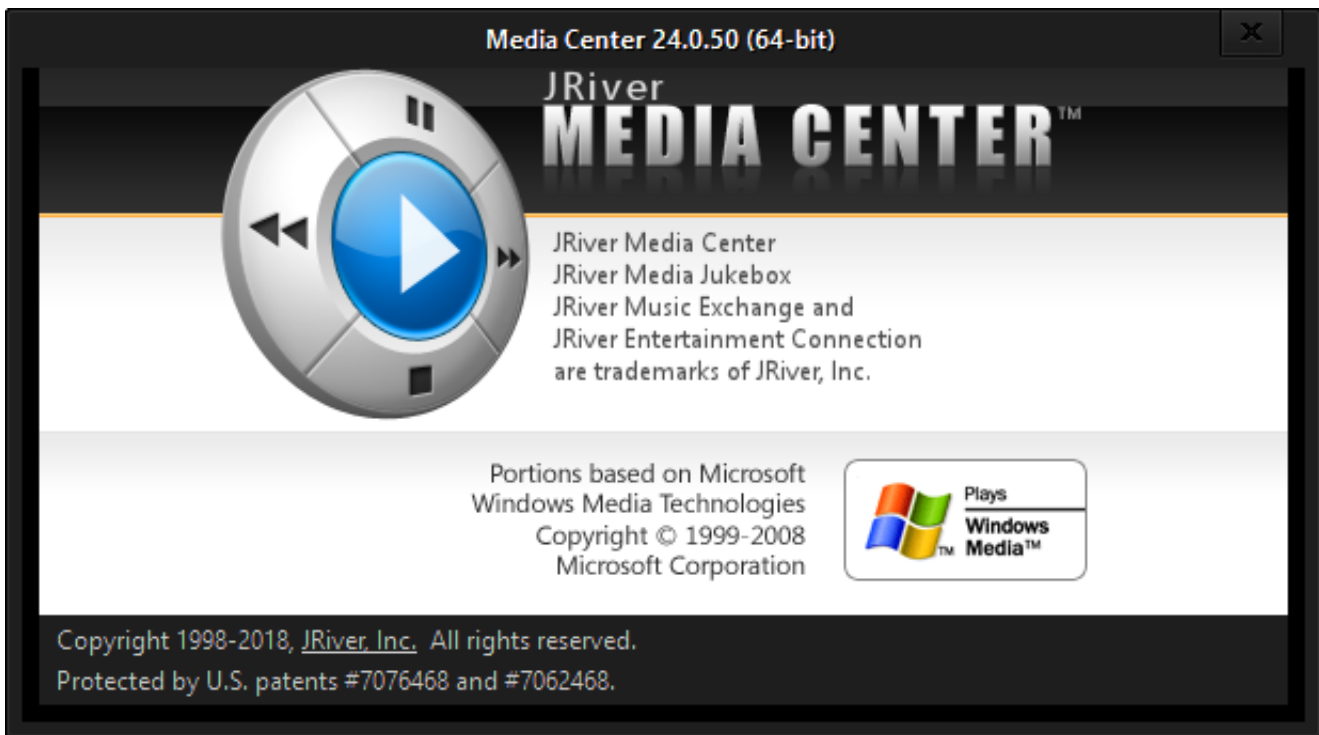 Media Center 24.0.50 (64-bit)
JRiver
MEDIA CENTER™
JRiver Media Center
JRiver Media Jukebox
JRiver Music Exchange and
JRiver Entertainment Connection
are trademarks of JRiver, Inc.
Portions based on Microsoft
Windows Media Technologies
Copyright © 1999-2008
Microsoft Corporation
Plays
Windows
Media™
TM
Copyright 1998-2018, JRiver, Inc. All rights reserved.
Protected by U.S. patents #7076468 and #7062468.